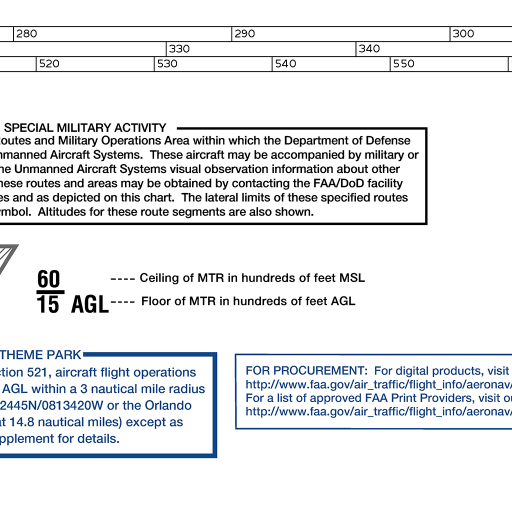 280 290 300
330 340
520 530 540 550
SPECIAL MILITARY ACTIVITY
Routes and Military Operations Area within which the Department of Defense
Unmanned Aircraft Systems. These aircraft may be accompanied by military or
the Unmanned Aircraft Systems visual observation information about other
these routes and areas may be obtained by contacting the FAA/DoD facility
es and as depicted on this chart. The lateral limits of these specified routes
ymbol. Altitudes for these route segments are also shown.
60 ---- Ceiling of MTR in hundreds of feet MSL
15 AGL ---- Floor of MTR in hundreds of feet AGL
THEME PARK
ction 521, aircraft flight operations
AGL within a 3 nautical mile radius
2445N/0813420W or the Orlando
at 14.8 nautical miles) except as
pplement for details.
FOR PROCUREMENT: For digital products, visit
http://www.faa.gov/air_traffic/flight_info/aeronav/
For a list of approved FAA Print Providers, visit ou
http://www.faa.gov/air_traffic/flight_info/aeronav/